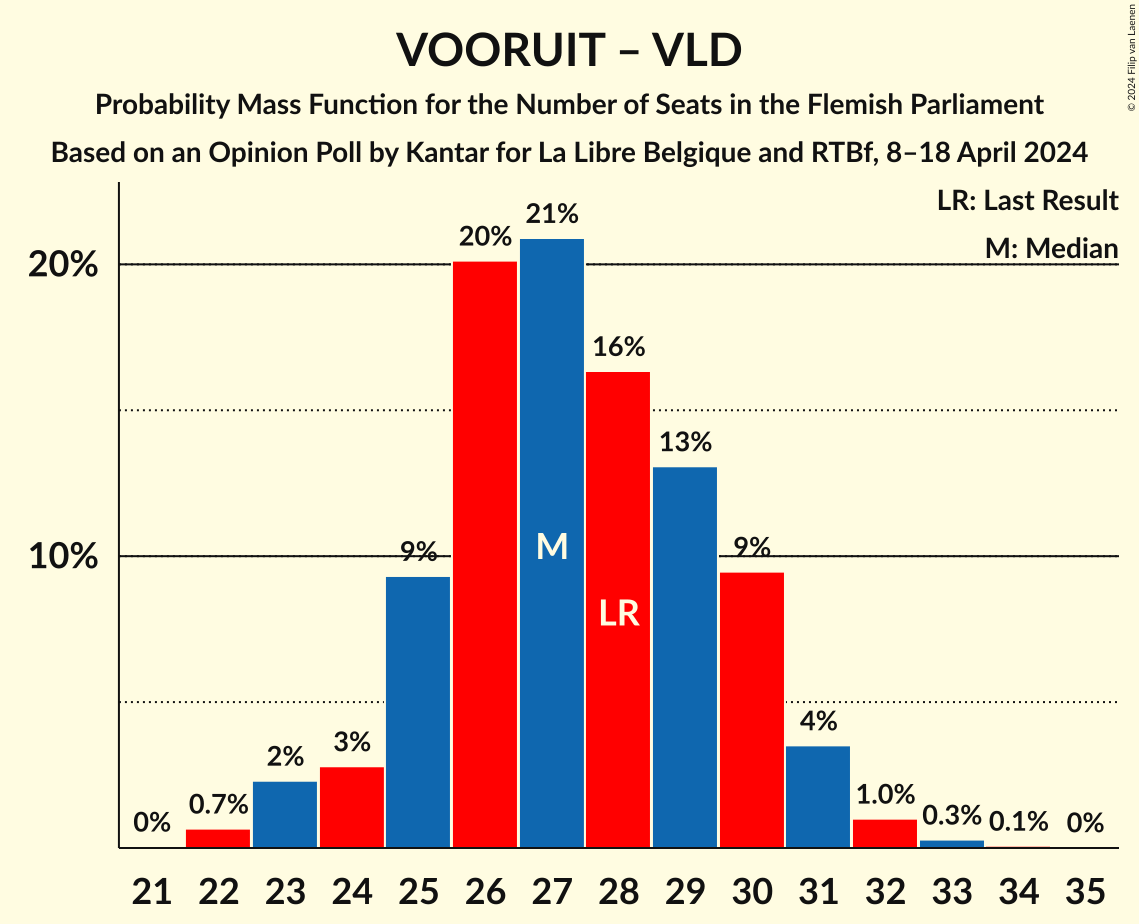 VOORUIT – VLD
Probability Mass Function for the Number of Seats in the Flemish Parliament
Based on an Opinion Poll by Kantar for La Libre Belgique and RTBf, 8–18 April 2024
© 2024 Filip van Laenen
LR: Last Result
M: Median
20%
10%
0%
0.7%
2%
3%
9%
20%
21%
16%
13%
9%
4%
1.0%
0.3%
0.1%
0%
M
LR
21 22 23 24 25 26 27 28 29 30 31 32 33 34 35